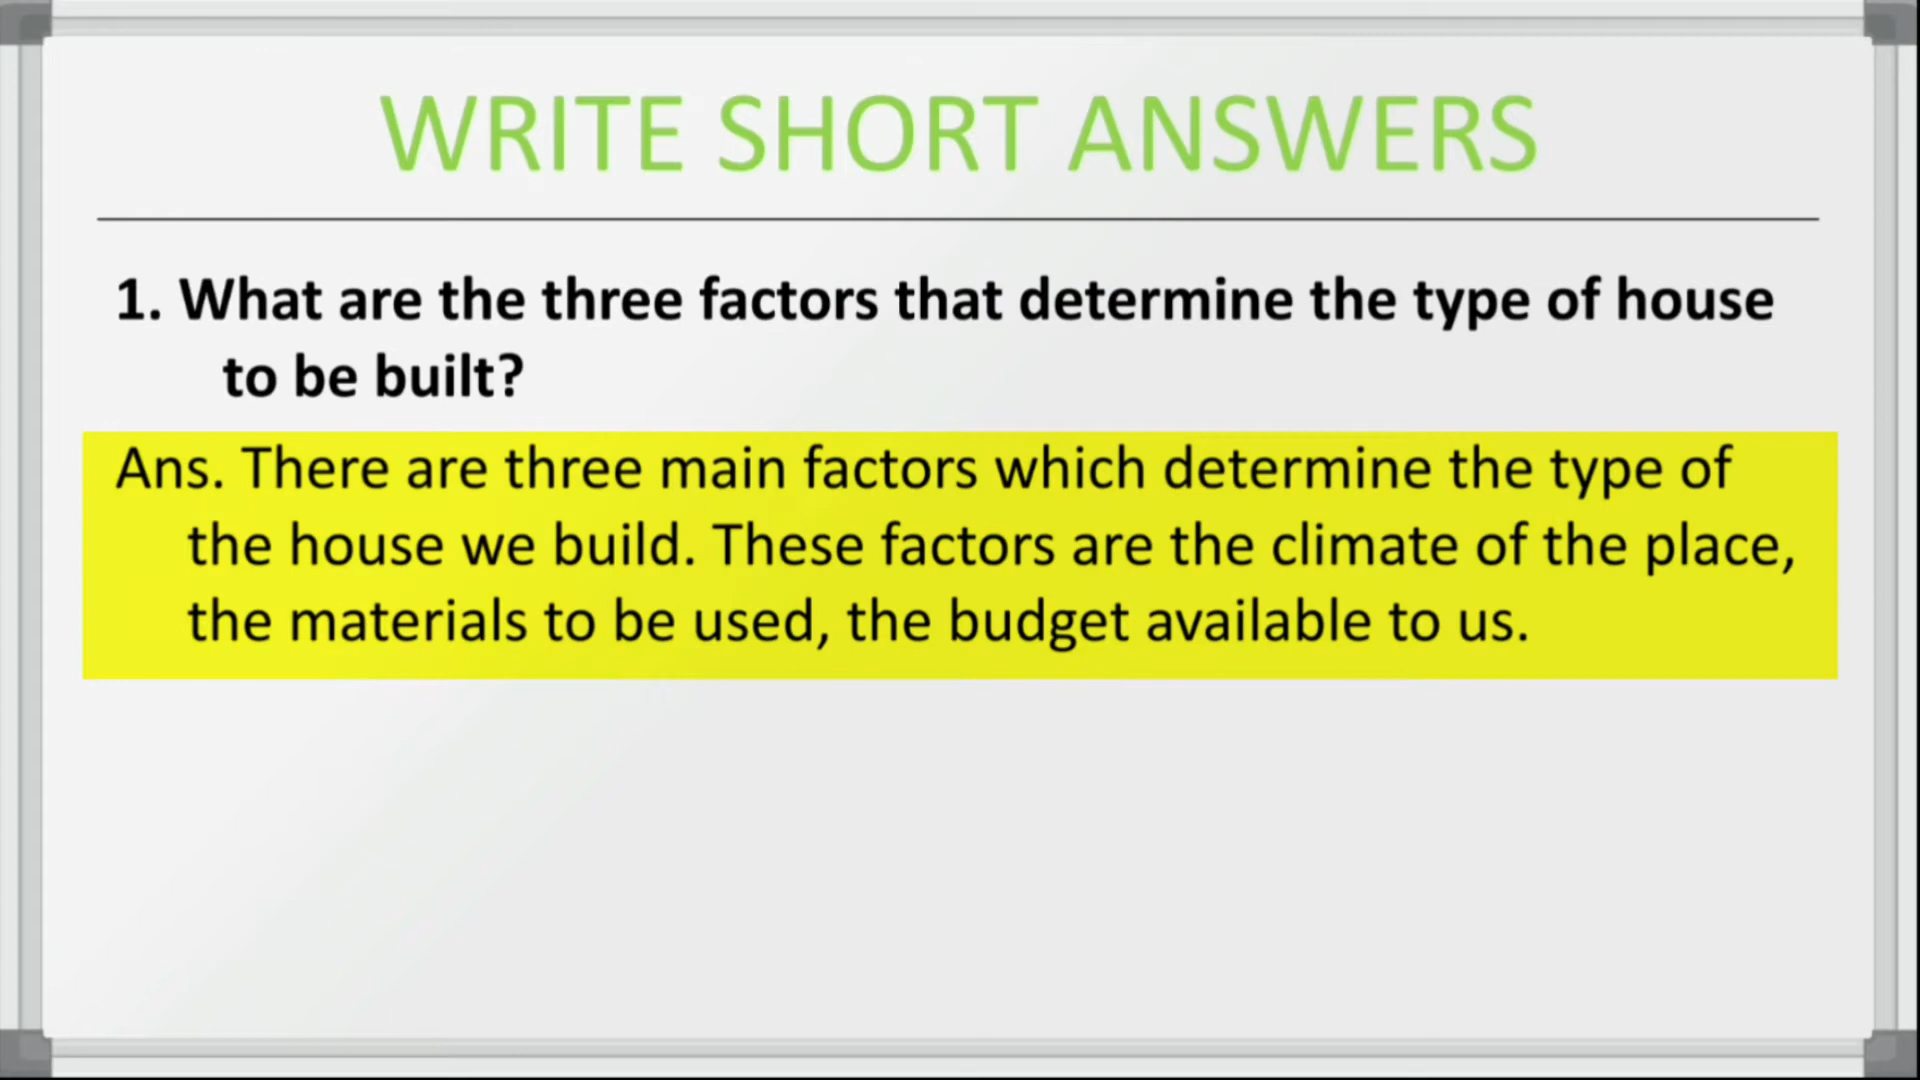 WRITE SHORT ANSWERS
1. What are the three factors that determine the type of house
to be built?
Ans. There are three main factors which determine the type of
the house we build. These factors are the climate of the place,
the materials to be used, the budget available to us.